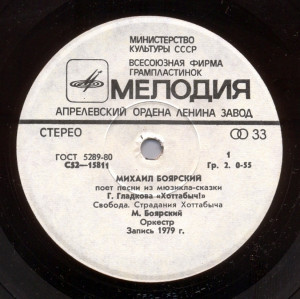 МИНИСТЕРСТВО
КУЛЬТУРЫ СССР
ВСЕСОЮЗНАЯ ФИРМА
ГРАМПЛАСТИНОК
МЕЛОДИЯ
АПРЕЛЕВСКИЙ ОРДЕНА ЛЕНИНА ЗАВОД
СТЕРЕО 33
ГОСТ 5289-80 1
С52—15811 Гр. 2. 0-55
МИХАИЛ БОЯРСКИЙ
поет песни из мюзикла-сказки
Г. Гладкова «Хоттабыч!»
Свобода. Страдания Хоттабыча
М. Боярский
Оркестр
Запись 1979 г.